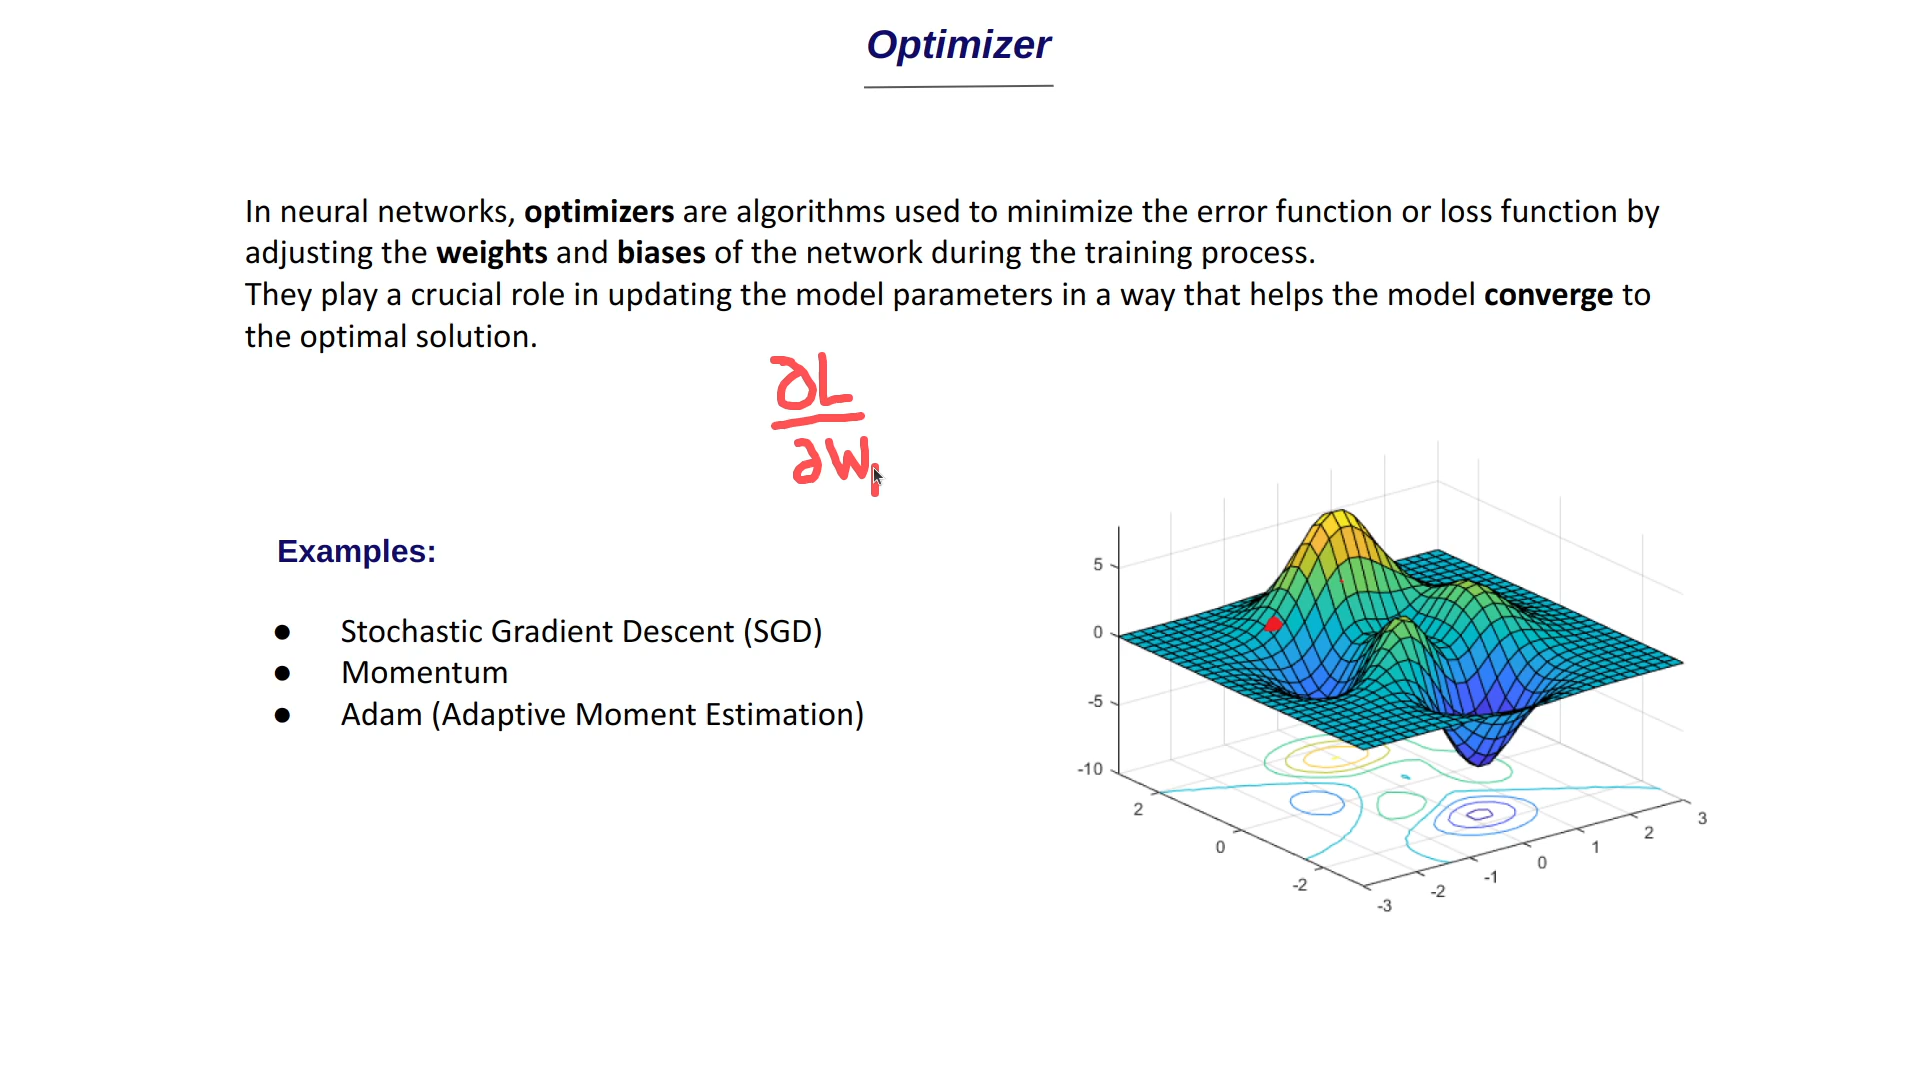 Optimizer
In neural networks, optimizers are algorithms used to minimize the error function or loss function by
adjusting the weights and biases of the network during the training process.
They play a crucial role in updating the model parameters in a way that helps the model converge to
the optimal solution.
∂L
∂W₁
Examples:
● Stochastic Gradient Descent (SGD)
● Momentum
● Adam (Adaptive Moment Estimation)
5
0
-5
-10
2
0
-2
-3
-2
-1
0
1
2
3